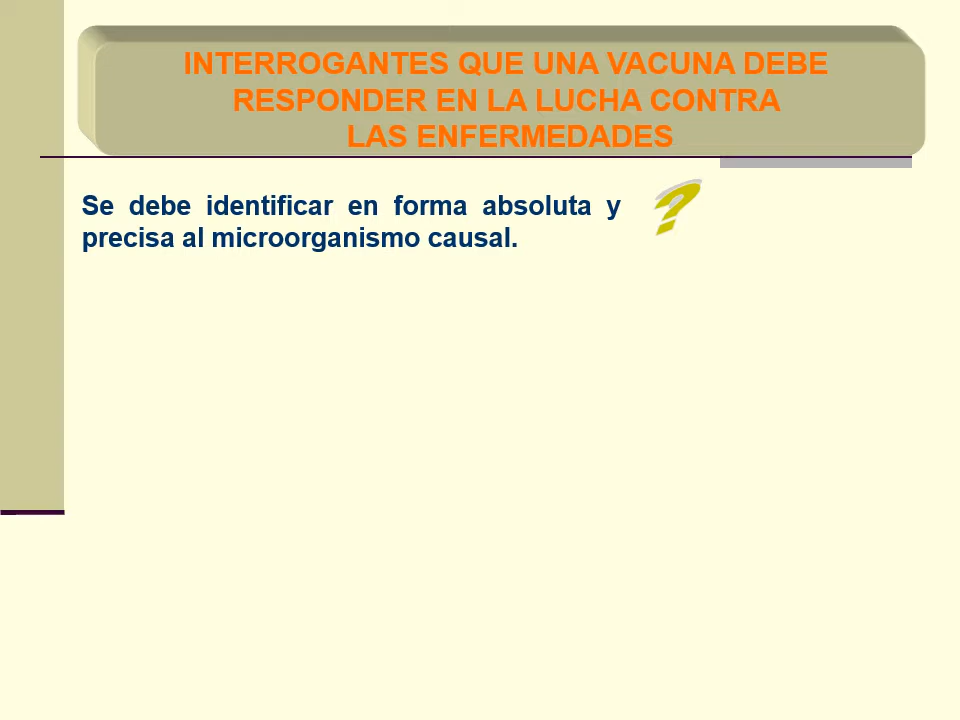 INTERROGANTES QUE UNA VACUNA DEBE
RESPONDER EN LA LUCHA CONTRA
LAS ENFERMEDADES
Se debe identificar en forma absoluta y
precisa al microorganismo causal.
?